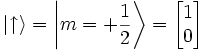 |↑⟩ = |m = +1/2⟩ = [1 0]